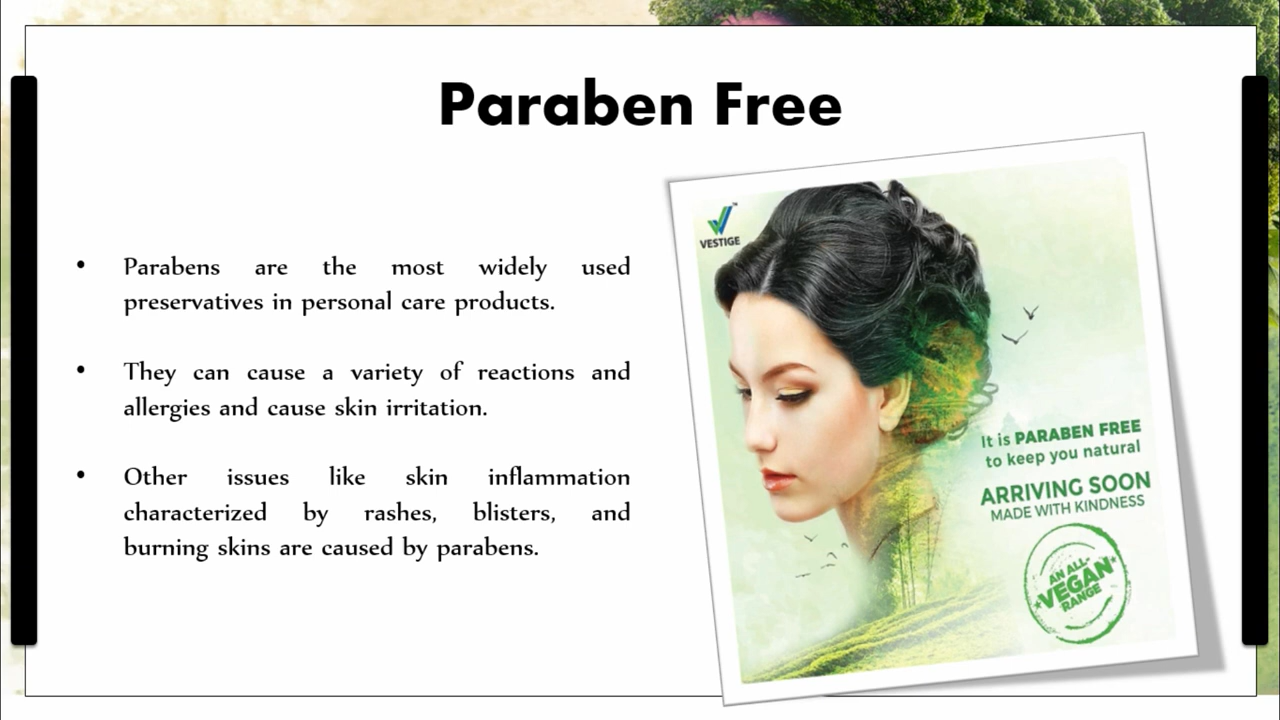 Paraben Free
• Parabens are the most widely used
preservatives in personal care products.
• They can cause a variety of reactions and
allergies and cause skin irritation.
• Other issues like skin inflammation
characterized by rashes, blisters, and
burning skins are caused by parabens.
VESTIGE
It is PARABEN FREE
to keep you natural
ARRIVING SOON
MADE WITH KINDNESS
AN ALL-
VEGAN
RANGE